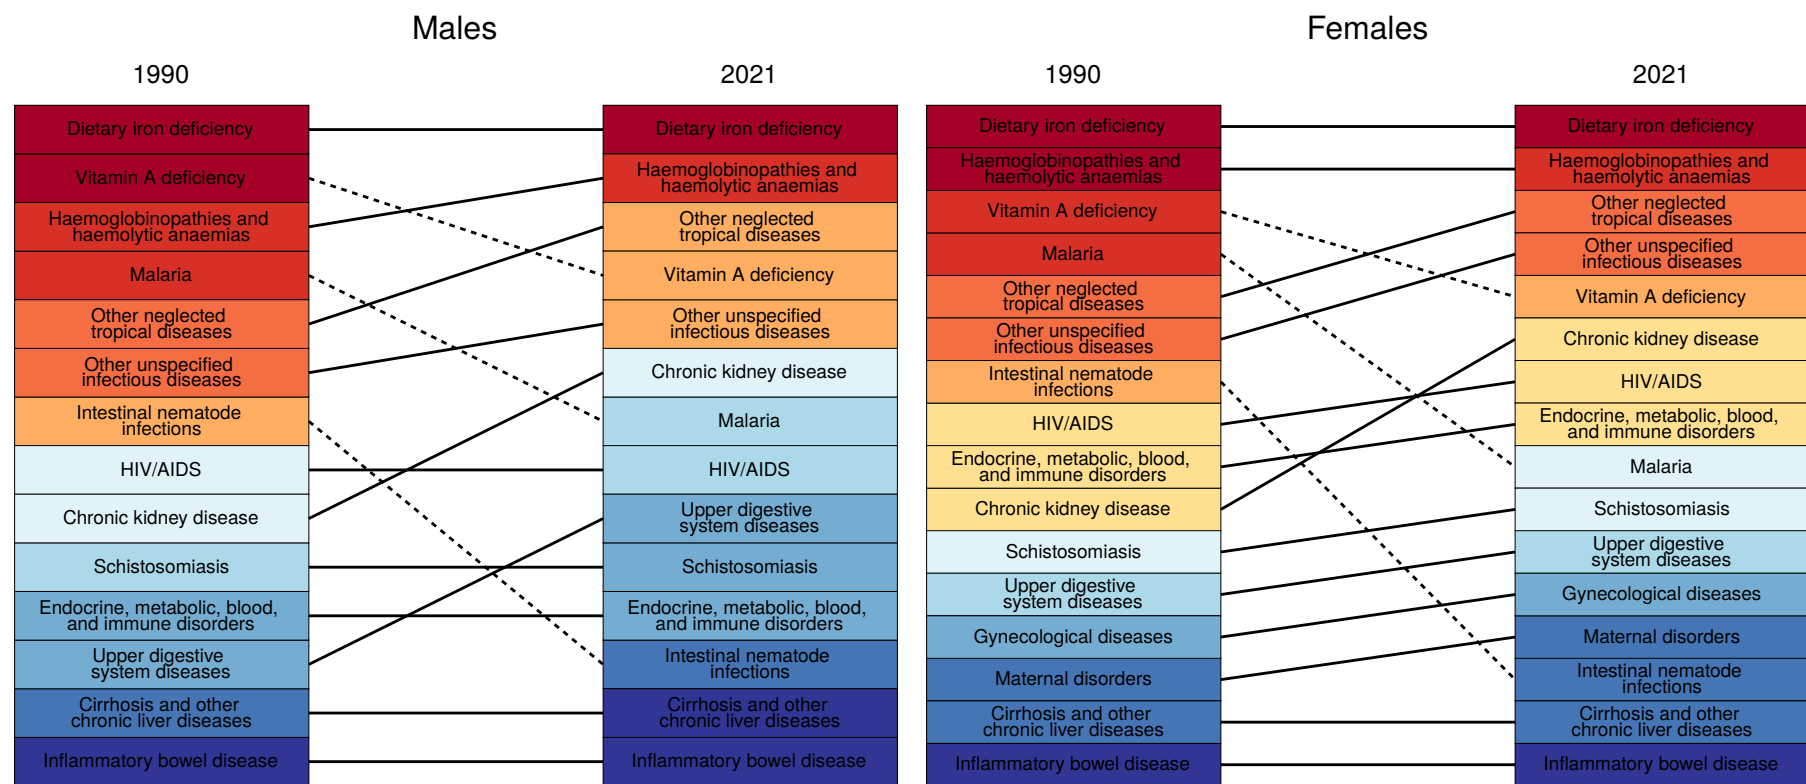 Males
1990
2021
Dietary iron deficiency
Vitamin A deficiency
Haemoglobinopathies and
haemolytic anaemias
Malaria
Other neglected
tropical diseases
Other unspecified
infectious diseases
Intestinal nematode
infections
HIV/AIDS
Chronic kidney disease
Schistosomiasis
Endocrine, metabolic, blood,
and immune disorders
Upper digestive
system diseases
Cirrhosis and other
chronic liver diseases
Inflammatory bowel disease
Dietary iron deficiency
Haemoglobinopathies and
haemolytic anaemias
Other neglected
tropical diseases
Vitamin A deficiency
Other unspecified
infectious diseases
Chronic kidney disease
Malaria
HIV/AIDS
Upper digestive
system diseases
Schistosomiasis
Endocrine, metabolic, blood,
and immune disorders
Intestinal nematode
infections
Cirrhosis and other
chronic liver diseases
Inflammatory bowel disease
Females
1990
2021
Dietary iron deficiency
Haemoglobinopathies and
haemolytic anaemias
Vitamin A deficiency
Malaria
Other neglected
tropical diseases
Other unspecified
infectious diseases
Intestinal nematode
infections
HIV/AIDS
Endocrine, metabolic, blood,
and immune disorders
Chronic kidney disease
Schistosomiasis
Upper digestive
system diseases
Gynecological diseases
Maternal disorders
Cirrhosis and other
chronic liver diseases
Inflammatory bowel disease
Dietary iron deficiency
Haemoglobinopathies and
haemolytic anaemias
Other neglected
tropical diseases
Other unspecified
infectious diseases
Vitamin A deficiency
Chronic kidney disease
HIV/AIDS
Endocrine, metabolic, blood,
and immune disorders
Malaria
Schistosomiasis
Upper digestive
system diseases
Gynecological diseases
Maternal disorders
Intestinal nematode
infections
Cirrhosis and other
chronic liver diseases
Inflammatory bowel disease